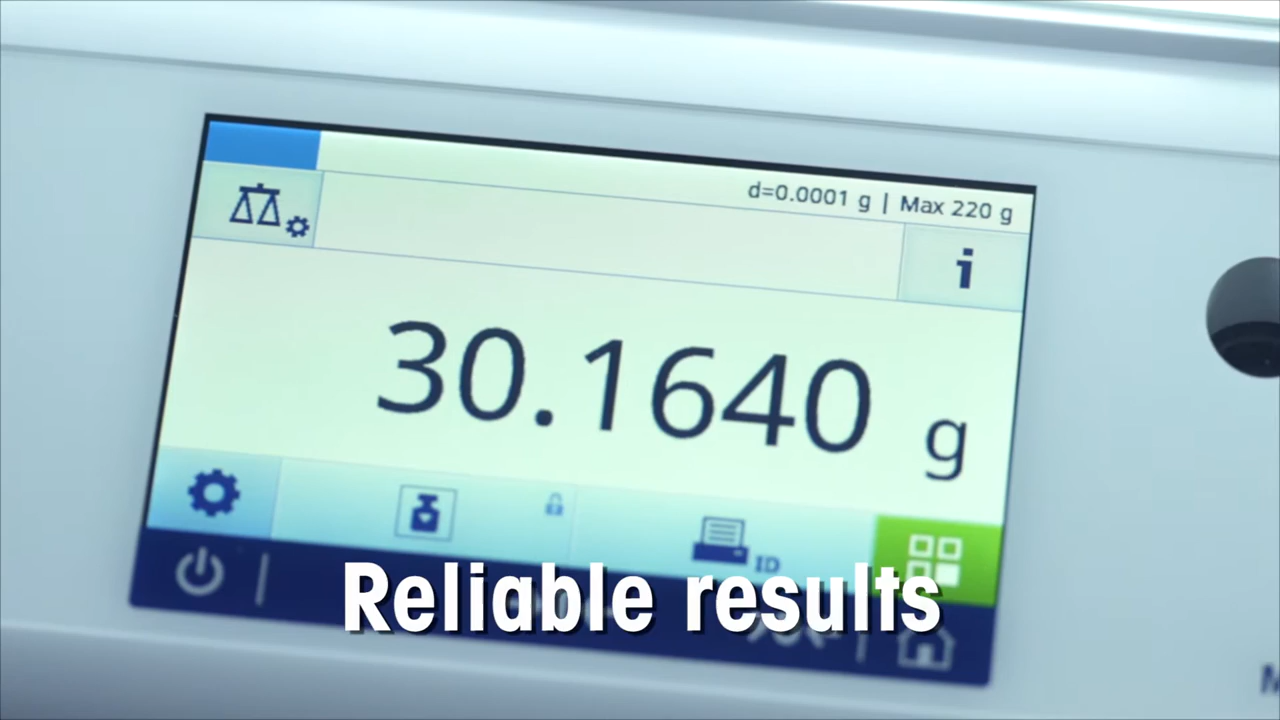 d=0.0001 g | Max 220 g
i
30.1640 g
ID
Reliable results